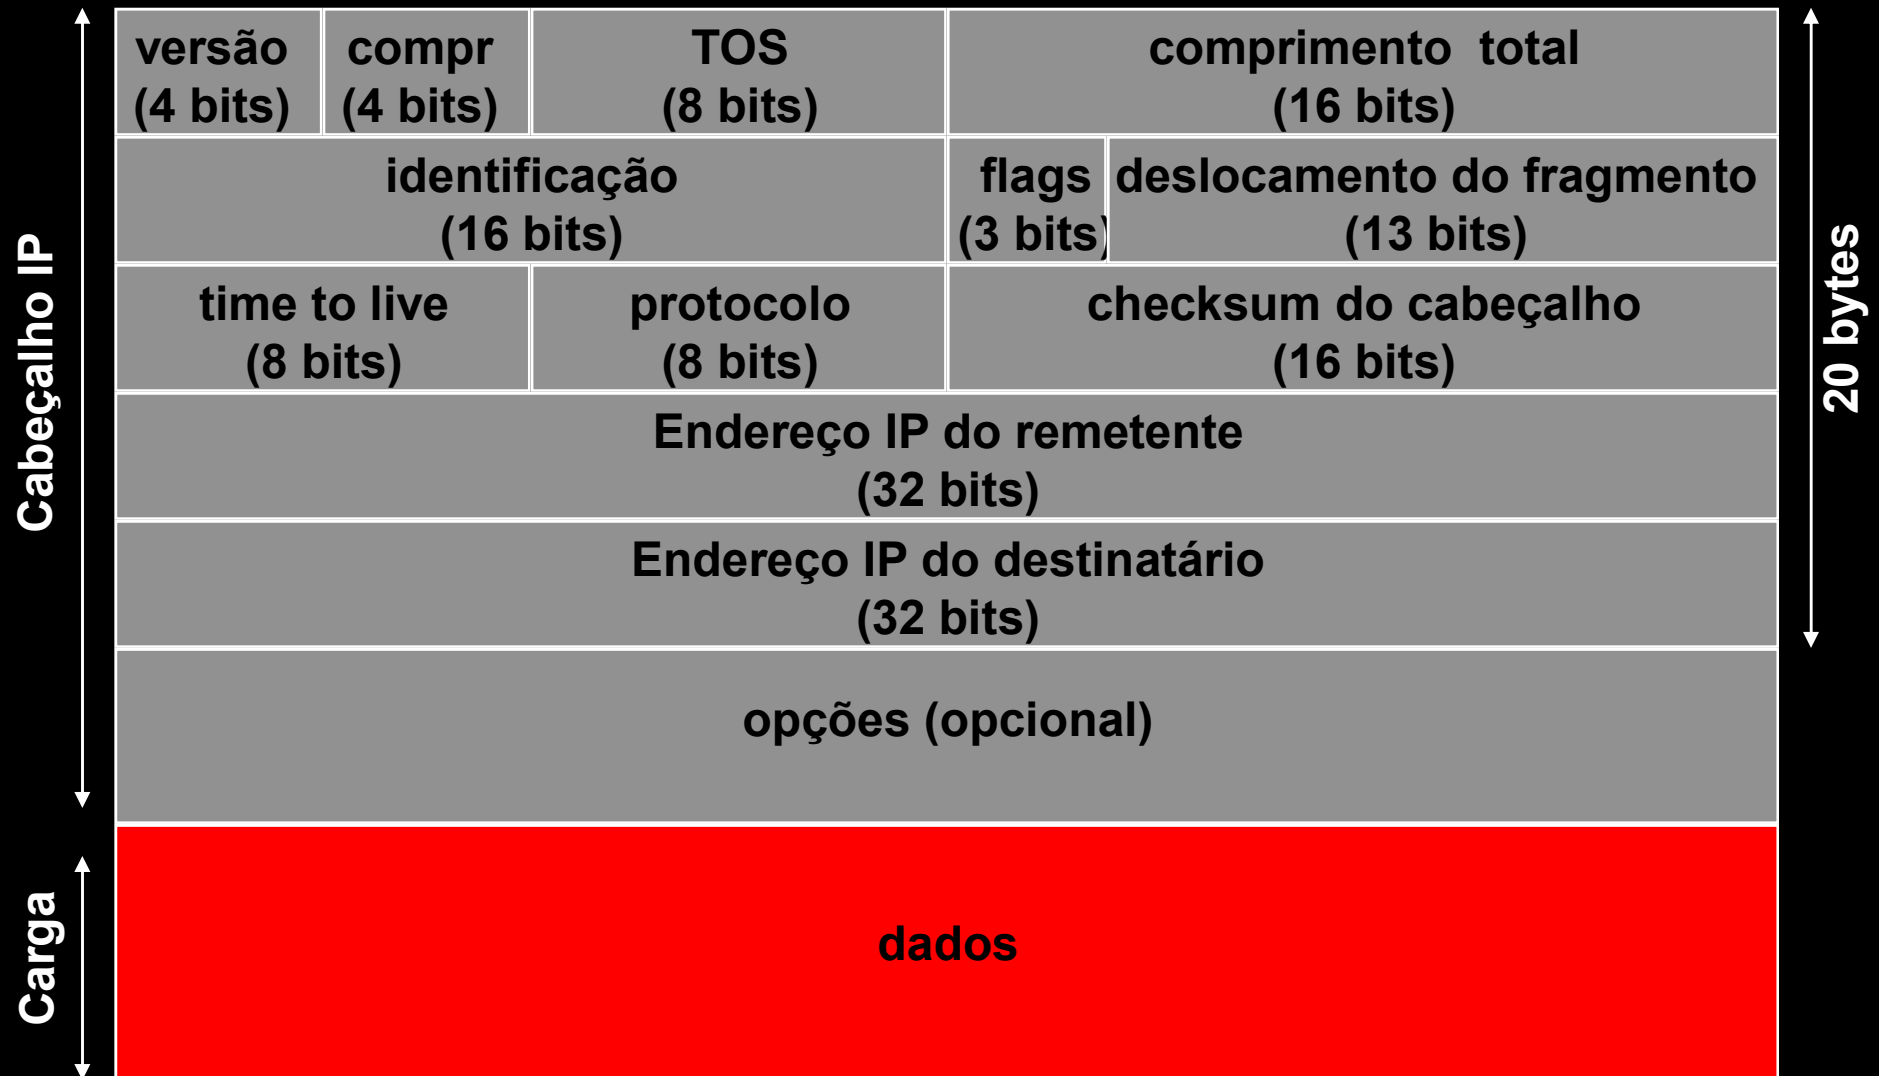 versão
(4 bits)
compr
(4 bits)
TOS
(8 bits)
comprimento  total
(16 bits)
identificação
(16 bits)
flags
(3 bits)
deslocamento do fragmento
(13 bits)
time to live
(8 bits)
protocolo
(8 bits)
checksum do cabeçalho
(16 bits)
Endereço IP do remetente
(32 bits)
Endereço IP do destinatário
(32 bits)
opções (opcional)
dados
Cabeçalho IP
Carga
20 bytes